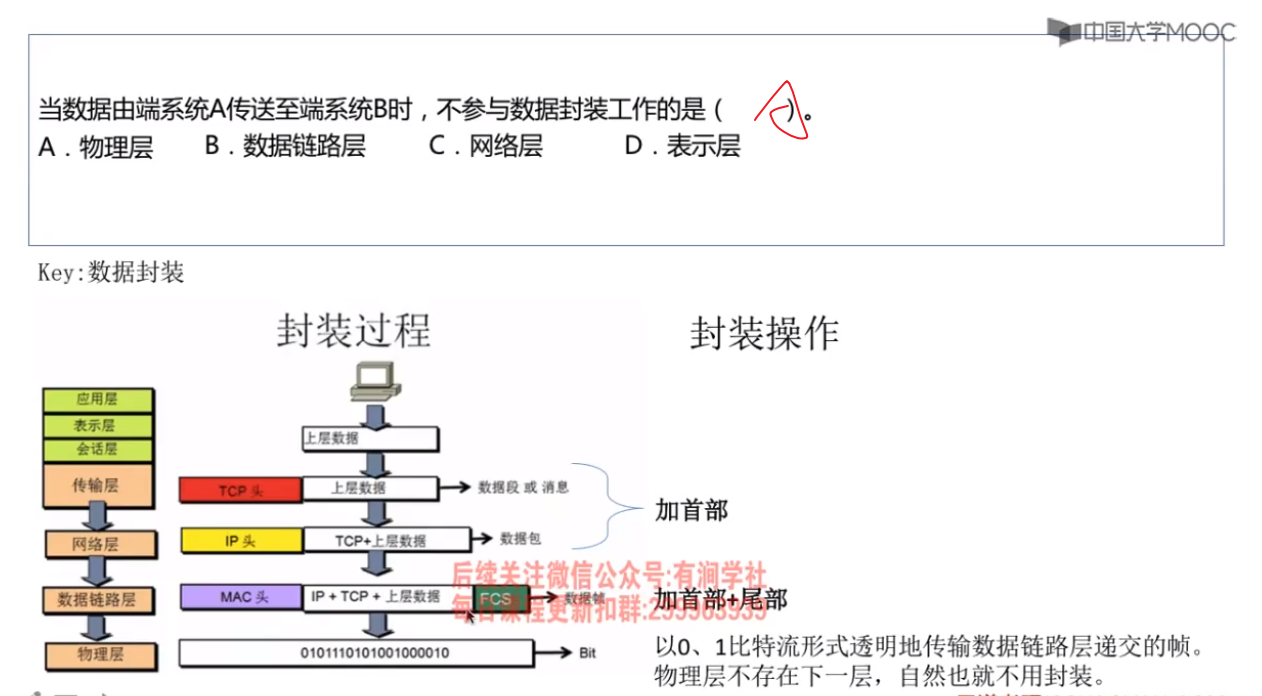 中国大学MOOC
当数据由端系统A传送至端系统B时，不参与数据封装工作的是（ A ）。
A．物理层 B．数据链路层 C．网络层 D．表示层
Key:数据封装
封装过程 封装操作
应用层
表示层
会话层
传输层
网络层
数据链路层
物理层
上层数据
TCP 头 上层数据 数据段 或 消息
IP 头 TCP+上层数据 数据包
加首部
MAC 头 IP + TCP + 上层数据 FCS 数据帧
加首部+尾部
0101110101001000010 Bit
后续关注微信公众号:有涧学社
每日课程更新扣群:299963939
以0、1比特流形式透明地传输数据链路层递交的帧。
物理层不存在下一层，自然也就不用封装。